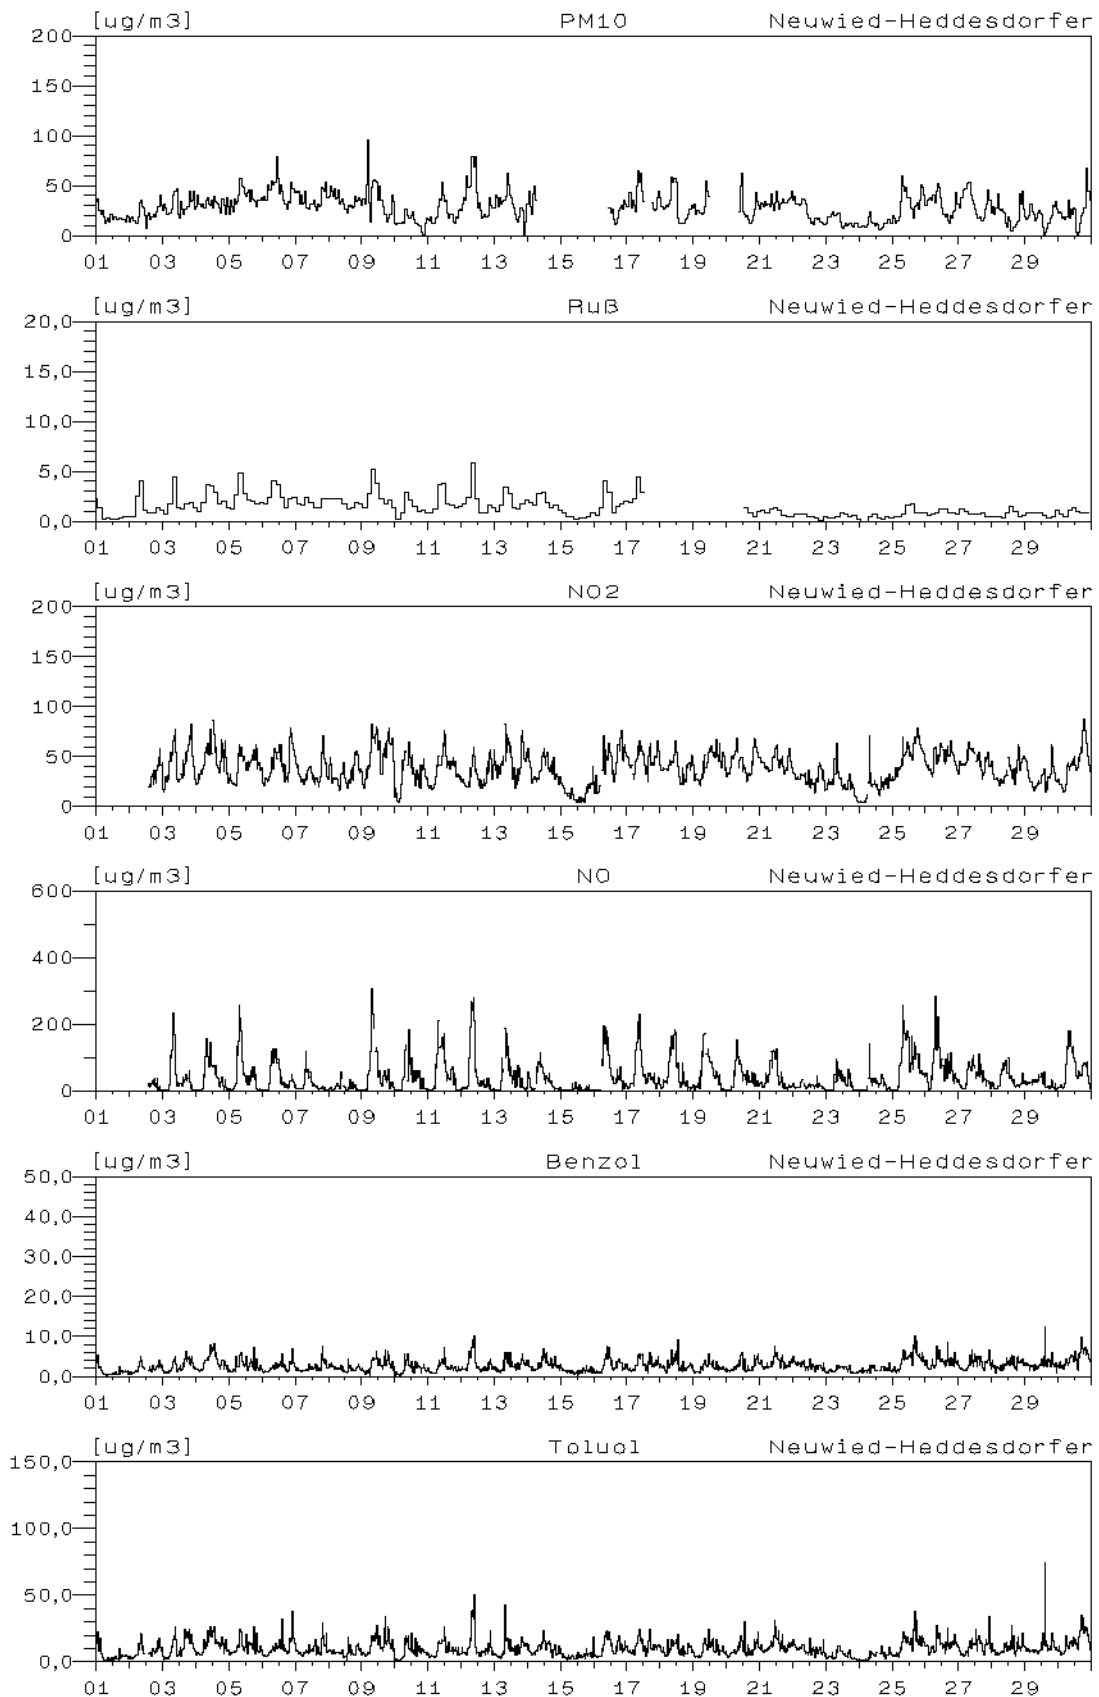 [ug/m3] PM10 Neuwied-Heddesdorfer
200
150
100
50
0
01 03 05 07 09 11 13 15 17 19 21 23 25 27 29
[ug/m3] Ruß Neuwied-Heddesdorfer
20,0
15,0
10,0
5,0
0,0
01 03 05 07 09 11 13 15 17 19 21 23 25 27 29
[ug/m3] NO2 Neuwied-Heddesdorfer
200
150
100
50
0
01 03 05 07 09 11 13 15 17 19 21 23 25 27 29
[ug/m3] NO Neuwied-Heddesdorfer
600
400
200
0
01 03 05 07 09 11 13 15 17 19 21 23 25 27 29
[ug/m3] Benzol Neuwied-Heddesdorfer
50,0
40,0
30,0
20,0
10,0
0,0
01 03 05 07 09 11 13 15 17 19 21 23 25 27 29
[ug/m3] Toluol Neuwied-Heddesdorfer
150,0
100,0
50,0
0,0
01 03 05 07 09 11 13 15 17 19 21 23 25 27 29